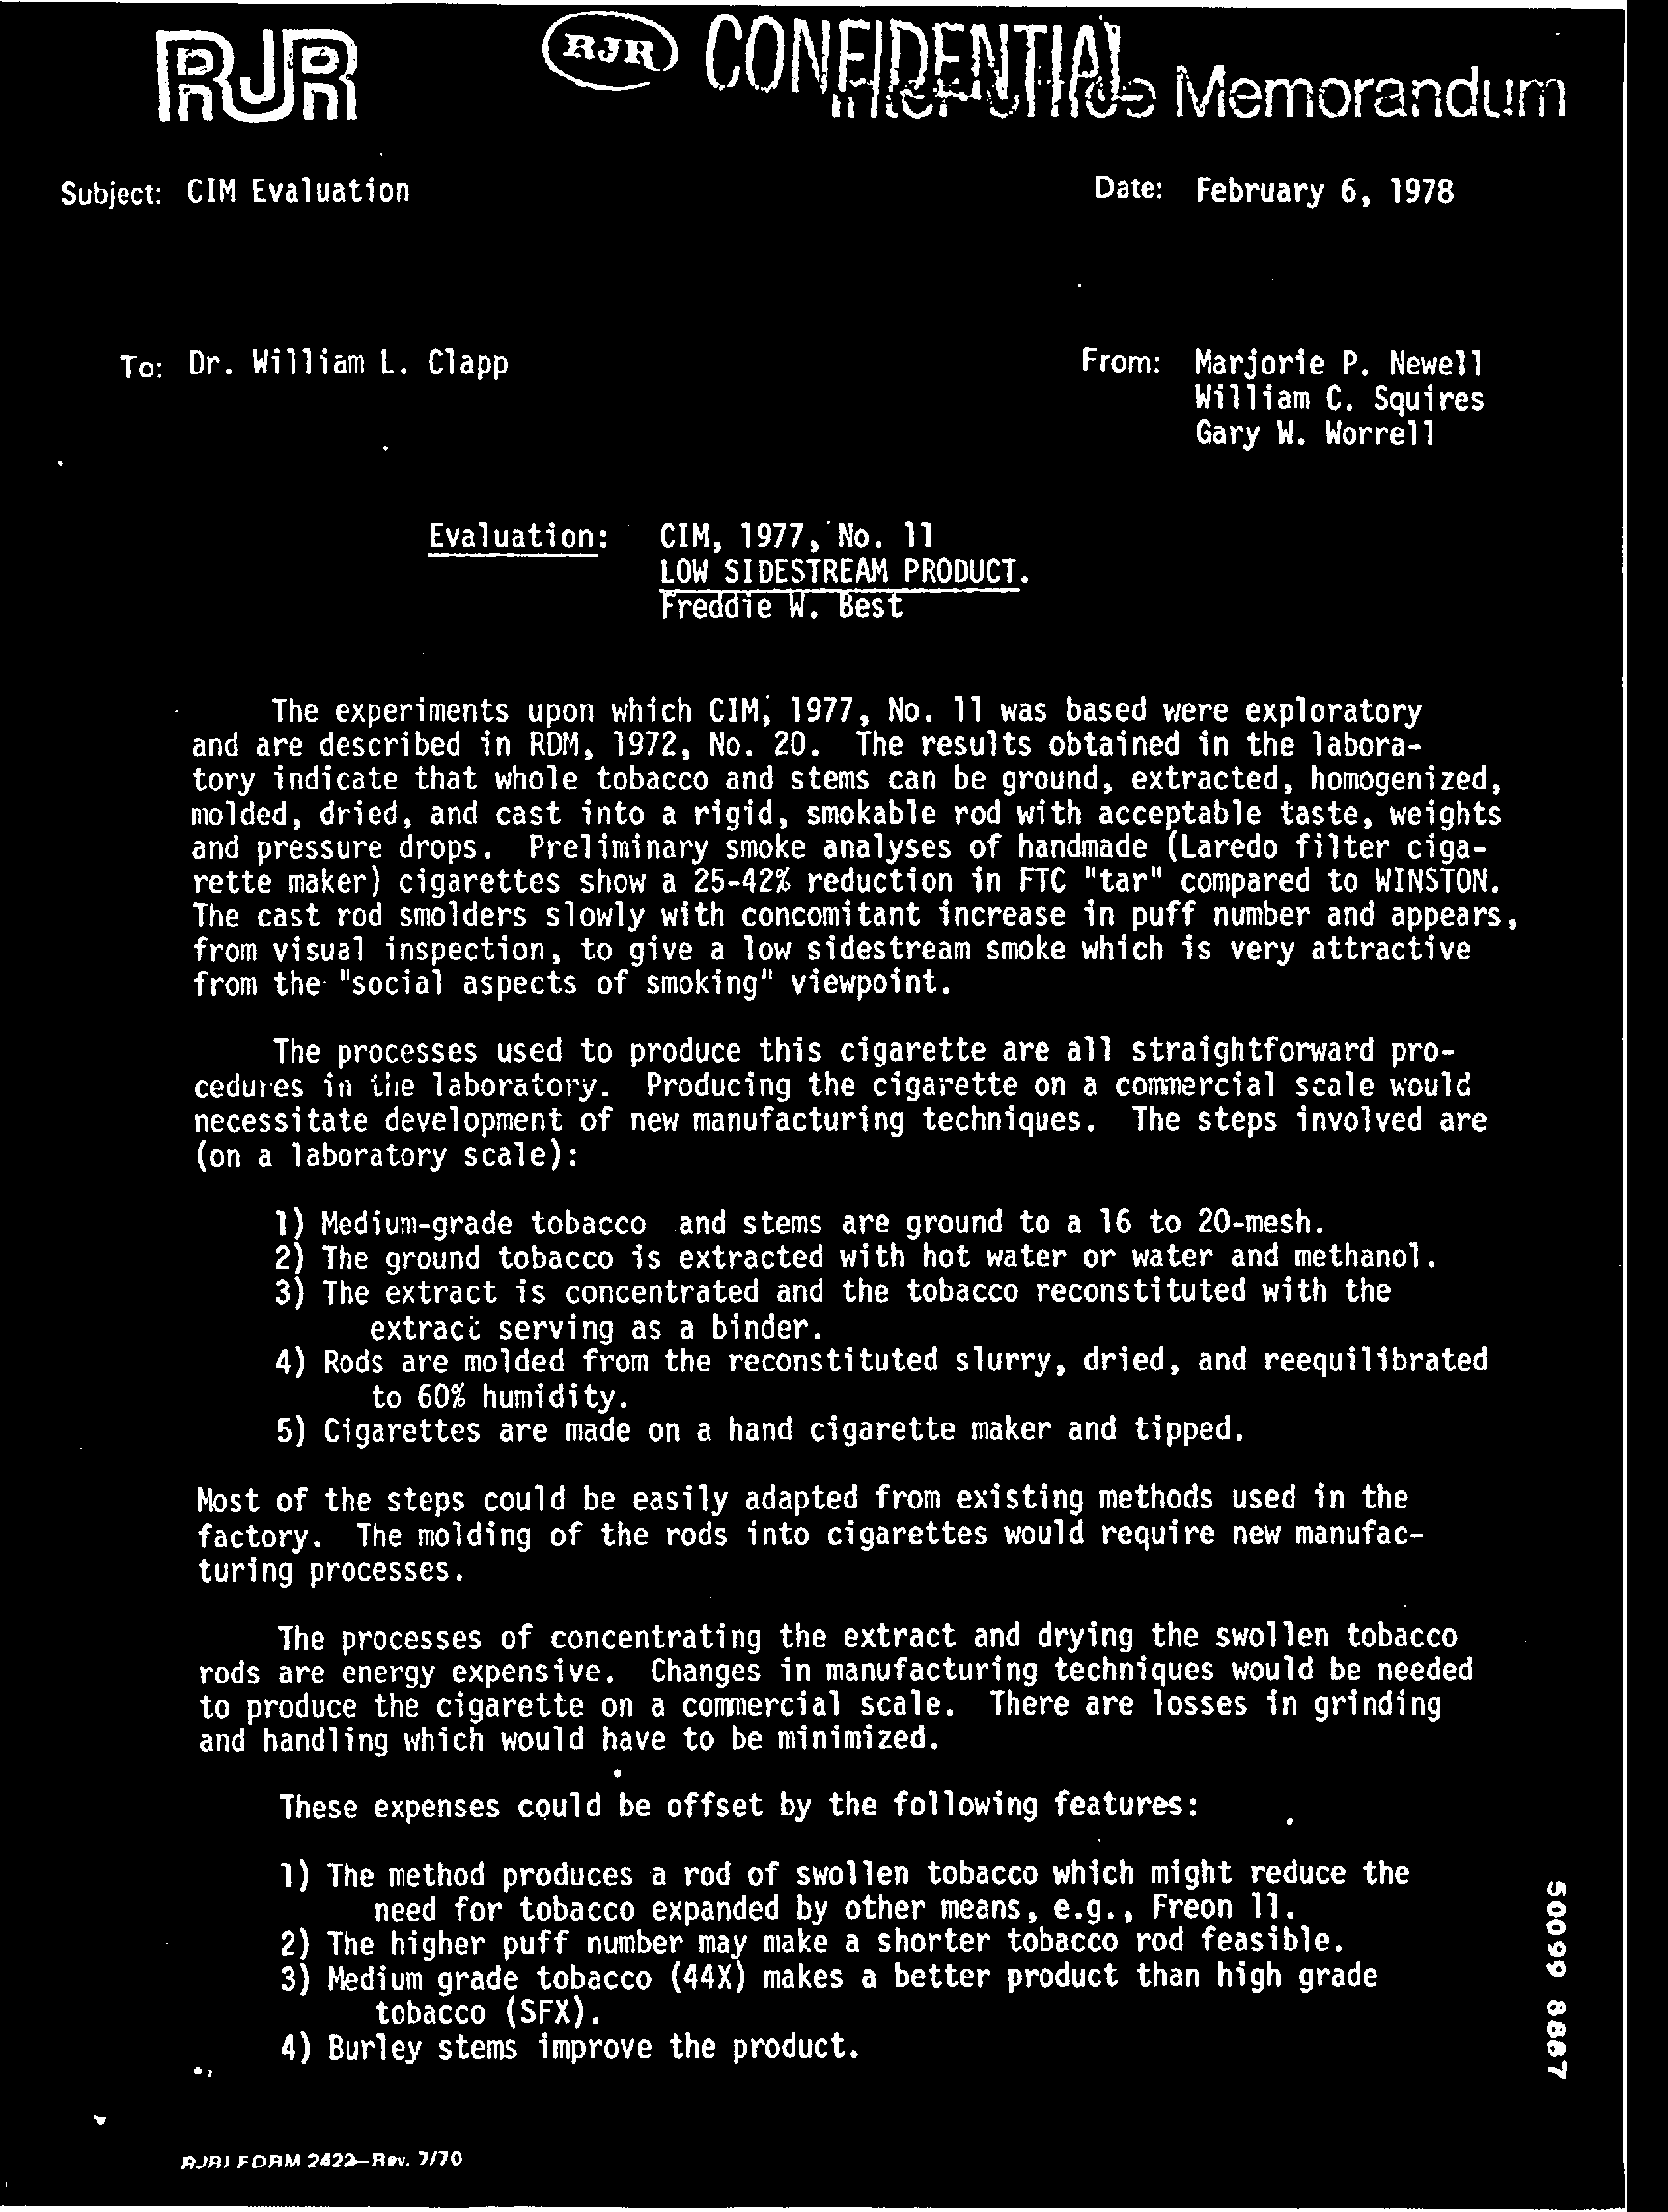 RJR
RJR CONFIDENTIAL
Inter-Office Memorandum
Subject: CIM Evaluation
Date: February 6, 1978
To: Dr. William L. Clapp
From: Marjorie P. Newell
William C. Squires
Gary W. Worrell
Evaluation: CIM, 1977, No. 11
LOW SIDESTREAM PRODUCT.
Freddie W. Best
The experiments upon which CIM, 1977, No. 11 was based were exploratory
and are described in RDM, 1972, No. 20. The results obtained in the labora-
tory indicate that whole tobacco and stems can be ground, extracted, homogenized,
molded, dried, and cast into a rigid, smokable rod with acceptable taste, weights
and pressure drops. Preliminary smoke analyses of handmade (Laredo filter ciga-
rette maker) cigarettes show a 25-42% reduction in FTC "tar" compared to WINSTON.
The cast rod smolders slowly with concomitant increase in puff number and appears,
from visual inspection, to give a low sidestream smoke which is very attractive
from the "social aspects of smoking" viewpoint.
The processes used to produce this cigarette are all straightforward pro-
cedures in the laboratory. Producing the cigarette on a commercial scale would
necessitate development of new manufacturing techniques. The steps involved are
(on a laboratory scale):
1) Medium-grade tobacco and stems are ground to a 16 to 20-mesh.
2) The ground tobacco is extracted with hot water or water and methanol.
3) The extract is concentrated and the tobacco reconstituted with the
extract serving as a binder.
4) Rods are molded from the reconstituted slurry, dried, and reequilibrated
to 60% humidity.
5) Cigarettes are made on a hand cigarette maker and tipped.
Most of the steps could be easily adapted from existing methods used in the
factory. The molding of the rods into cigarettes would require new manufac-
turing processes.
The processes of concentrating the extract and drying the swollen tobacco
rods are energy expensive. Changes in manufacturing techniques would be needed
to produce the cigarette on a commercial scale. There are losses in grinding
and handling which would have to be minimized.
These expenses could be offset by the following features:
1) The method produces a rod of swollen tobacco which might reduce the
need for tobacco expanded by other means, e.g., Freon 11.
2) The higher puff number may make a shorter tobacco rod feasible.
3) Medium grade tobacco (44X) makes a better product than high grade
tobacco (SFX).
4) Burley stems improve the product.
50099 8887
RJRI FORM 2422-Rev. 7/70